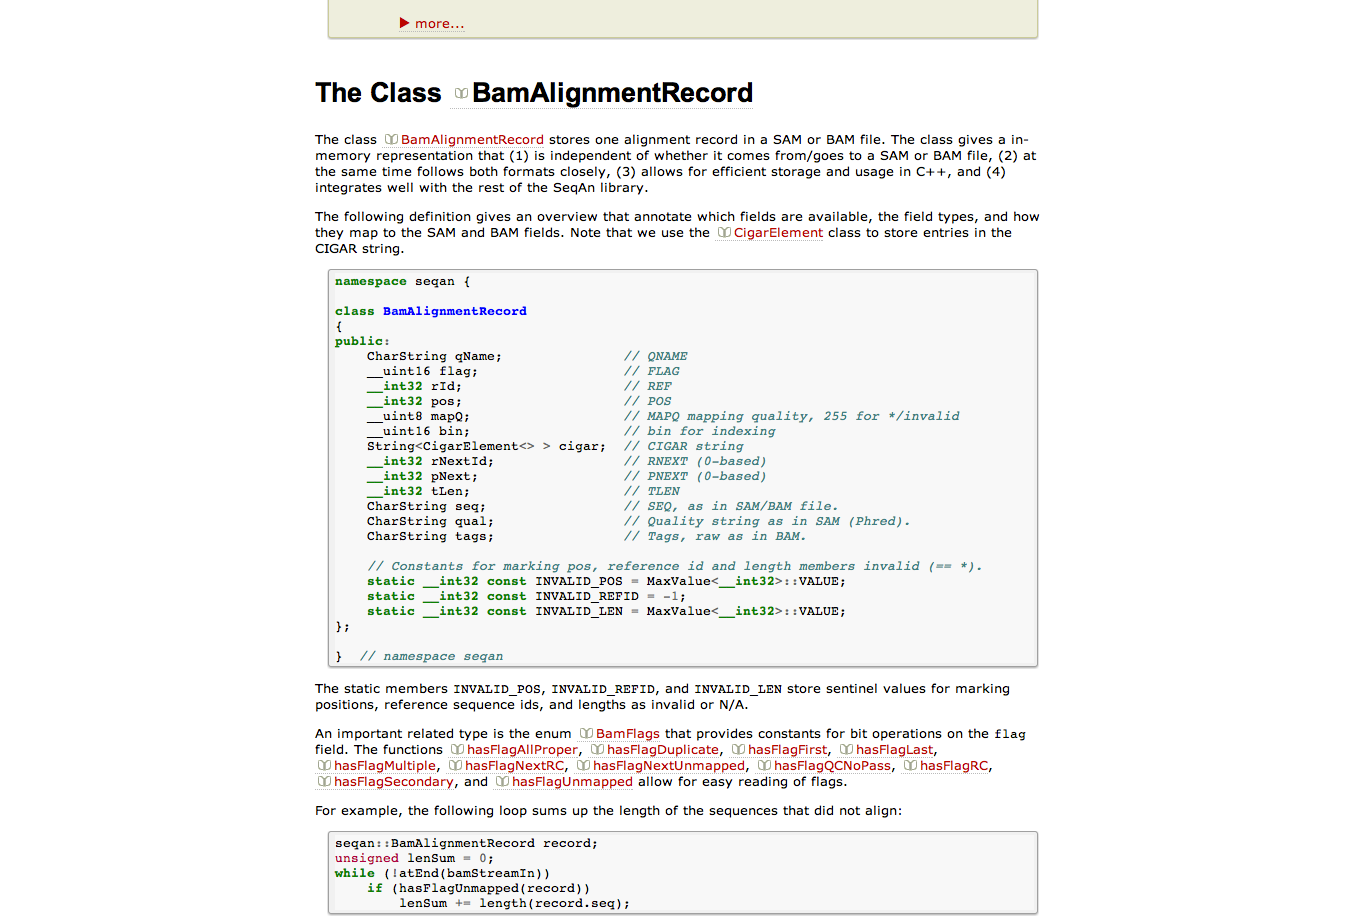 ▶ more...
The Class BamAlignmentRecord
The class BamAlignmentRecord stores one alignment record in a SAM or BAM file. The class gives a in-
memory representation that (1) is independent of whether it comes from/goes to a SAM or BAM file, (2) at
the same time follows both formats closely, (3) allows for efficient storage and usage in C++, and (4)
integrates well with the rest of the SeqAn library.
The following definition gives an overview that annotate which fields are available, the field types, and how
they map to the SAM and BAM fields. Note that we use the CigarElement class to store entries in the
CIGAR string.
namespace seqan {
class BamAlignmentRecord
{
public:
    CharString qName;               // QNAME
    __uint16 flag;                  // FLAG
    __int32 rId;                    // REF
    __int32 pos;                    // POS
    __uint8 mapQ;                   // MAPQ mapping quality, 255 for */invalid
    __uint16 bin;                   // bin for indexing
    String<CigarElement<> > cigar;  // CIGAR string
    __int32 rNextId;                // RNEXT (0-based)
    __int32 pNext;                  // PNEXT (0-based)
    __int32 tLen;                   // TLEN
    CharString seq;                 // SEQ, as in SAM/BAM file.
    CharString qual;                // Quality string as in SAM (Phred).
    CharString tags;                // Tags, raw as in BAM.
    // Constants for marking pos, reference id and length members invalid (== *).
    static __int32 const INVALID_POS = MaxValue<__int32>::VALUE;
    static __int32 const INVALID_REFID = -1;
    static __int32 const INVALID_LEN = MaxValue<__int32>::VALUE;
};
}  // namespace seqan
The static members INVALID_POS, INVALID_REFID, and INVALID_LEN store sentinel values for marking
positions, reference sequence ids, and lengths as invalid or N/A.
An important related type is the enum BamFlags that provides constants for bit operations on the flag
field. The functions hasFlagAllProper, hasFlagDuplicate, hasFlagFirst, hasFlagLast,
hasFlagMultiple, hasFlagNextRC, hasFlagNextUnmapped, hasFlagQCNoPass, hasFlagRC,
hasFlagSecondary, and hasFlagUnmapped allow for easy reading of flags.
For example, the following loop sums up the length of the sequences that did not align:
seqan::BamAlignmentRecord record;
unsigned lenSum = 0;
while (!atEnd(bamStreamIn))
    if (hasFlagUnmapped(record))
        lenSum += length(record.seq);